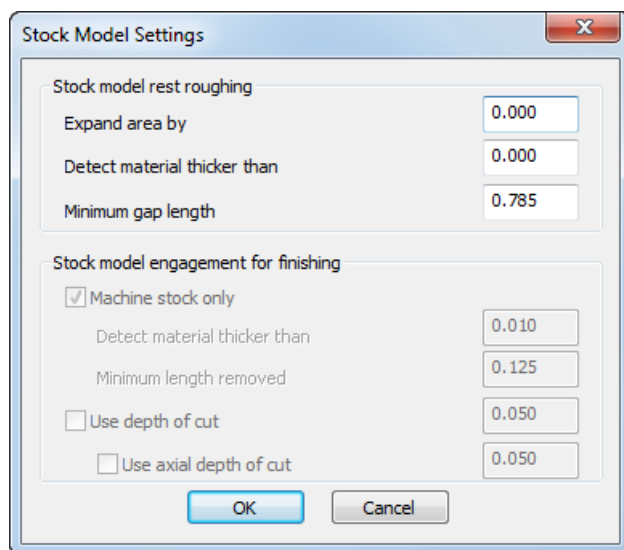 Stock Model Settings
Stock model rest roughing
Expand area by 0.000
Detect material thicker than 0.000
Minimum gap length 0.785
Stock model engagement for finishing
Machine stock only
Detect material thicker than 0.010
Minimum length removed 0.125
Use depth of cut 0.050
Use axial depth of cut 0.050
OK Cancel